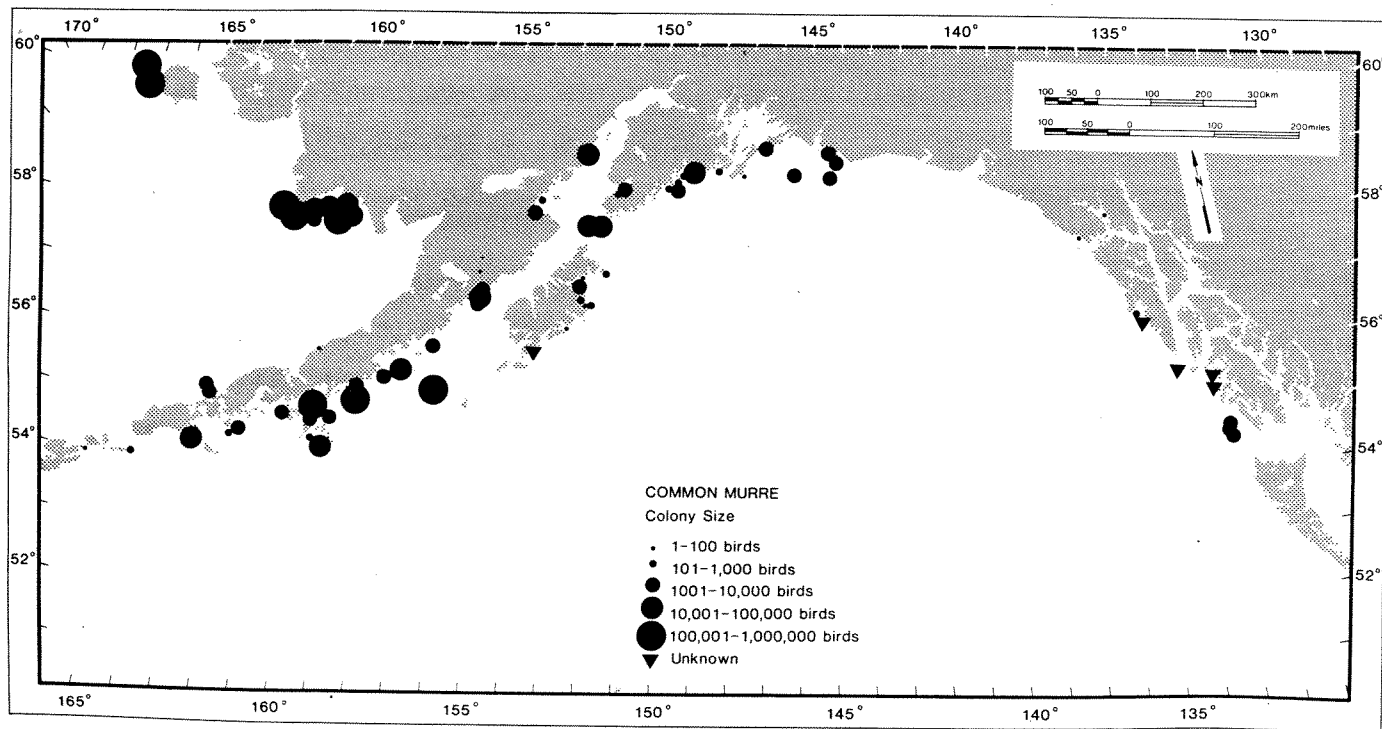 170° 165° 160° 155° 150° 145° 140° 135° 130°
60° 60°
100 50 0 100 200 300km
100 50 0 100 200miles
N
58° 58°
56° 56°
54° 54°
COMMON MURRE
Colony Size
1-100 birds
101-1,000 birds
1001-10,000 birds
10,001-100,000 birds
100,001-1,000,000 birds
Unknown
52° 52°
165° 160° 155° 150° 145° 140° 135°